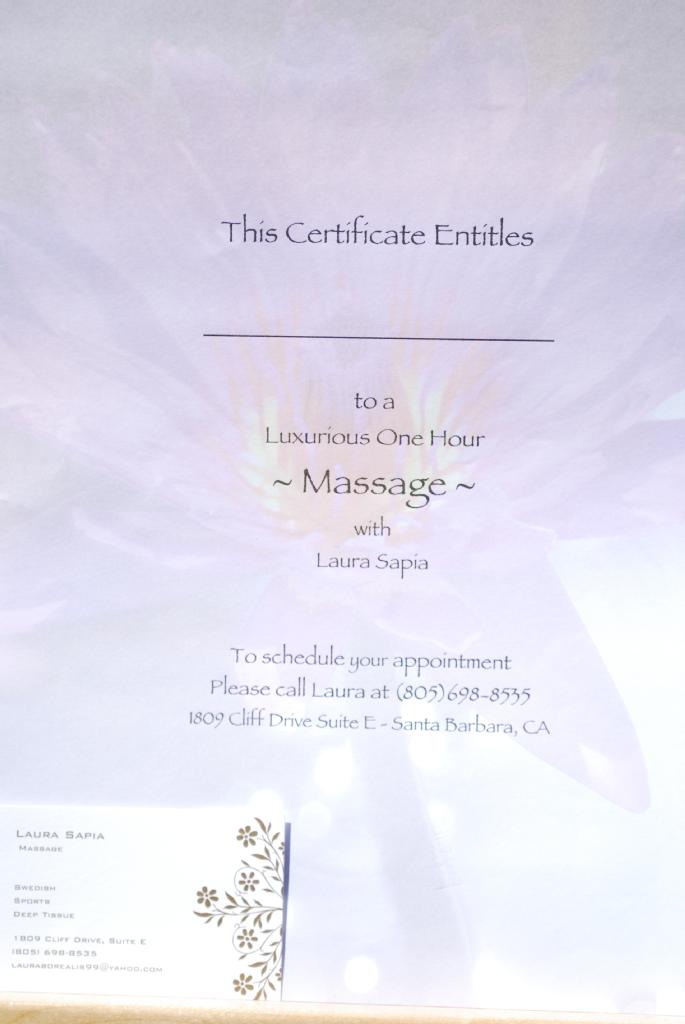 This Certificate Entitles
to a
Luxurious One Hour
~ Massage ~
with
Laura Sapia
To schedule your appointment
Please call Laura at (805)698-8535
1809 Cliff Drive Suite E - Santa Barbara, CA
LAURA SAPIA
MASSAGE
SWEDISH
SPORTS
DEEP TISSUE
1809 CLIFF DRIVE, SUITE E
(805) 698-8535
LAURABOREALIS99@YAHOO.COM